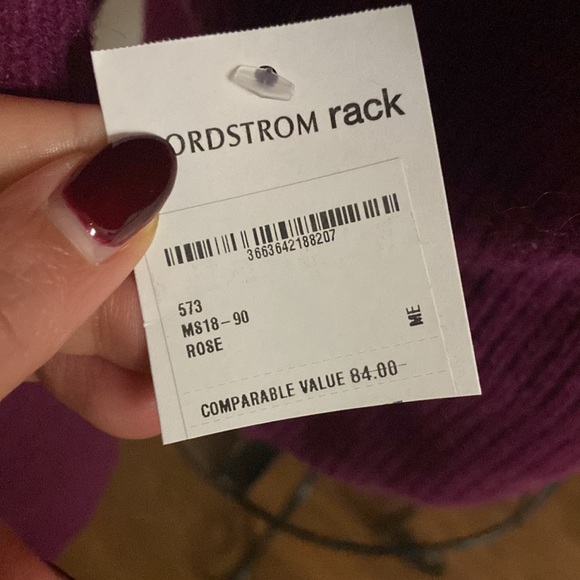 ORDSTROM rack
3663642188207
573
MS18-90
ROSE
ME
COMPARABLE VALUE 84.00